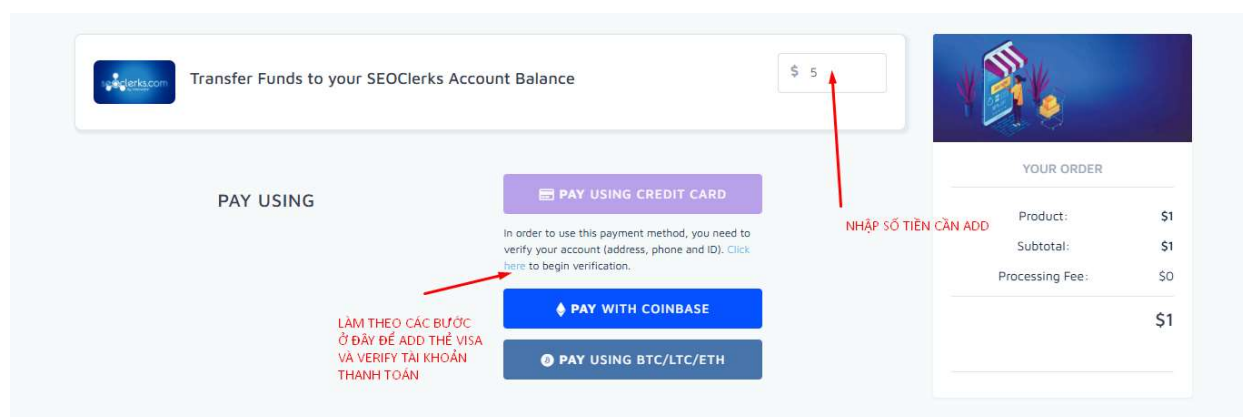 seoclerks.com
Transfer Funds to your SEOClerks Account Balance
$ 5
YOUR ORDER
PAY USING
PAY USING CREDIT CARD
In order to use this payment method, you need to
verify your account (address, phone and ID). Click
here to begin verification.
NHẬP SỐ TIỀN CẦN ADD
Product: $1
Subtotal: $1
Processing Fee: $0
$1
PAY WITH COINBASE
LÀM THEO CÁC BƯỚC
Ở ĐÂY ĐỂ ADD THẺ VISA
VÀ VERIFY TÀI KHOẢN
THANH TOÁN
PAY USING BTC/LTC/ETH